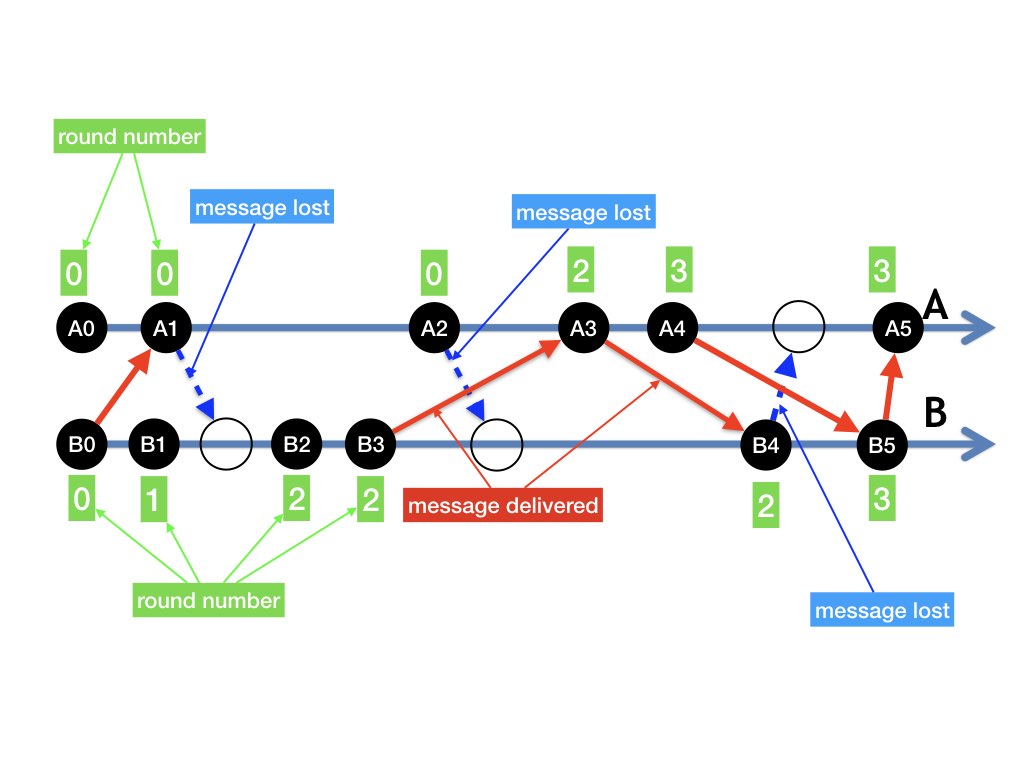 round number
message lost
message lost
0
0
0
2
3
3
A0
A1
A2
A3
A4
A5
A
B0
B1
B2
B3
B4
B5
B
0
1
2
2
2
3
message delivered
round number
message lost